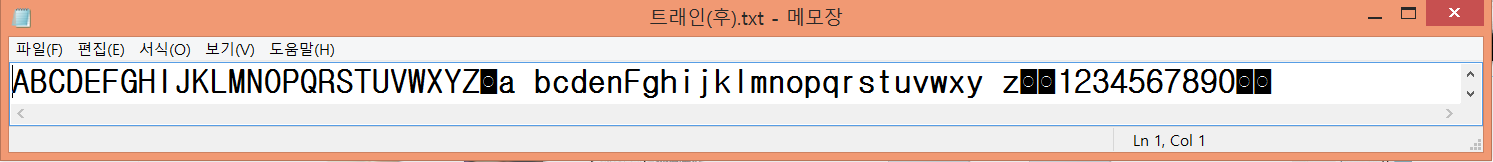 트래인(후).txt - 메모장
파일(F) 편집(E) 서식(O) 보기(V) 도움말(H)
ABCDEFGHIJKLMNOPQRSTUVWXYZ◙a bcdenFghijklmnopqrstuvwxy z◙◙1234567890◙◙
Ln 1, Col 1